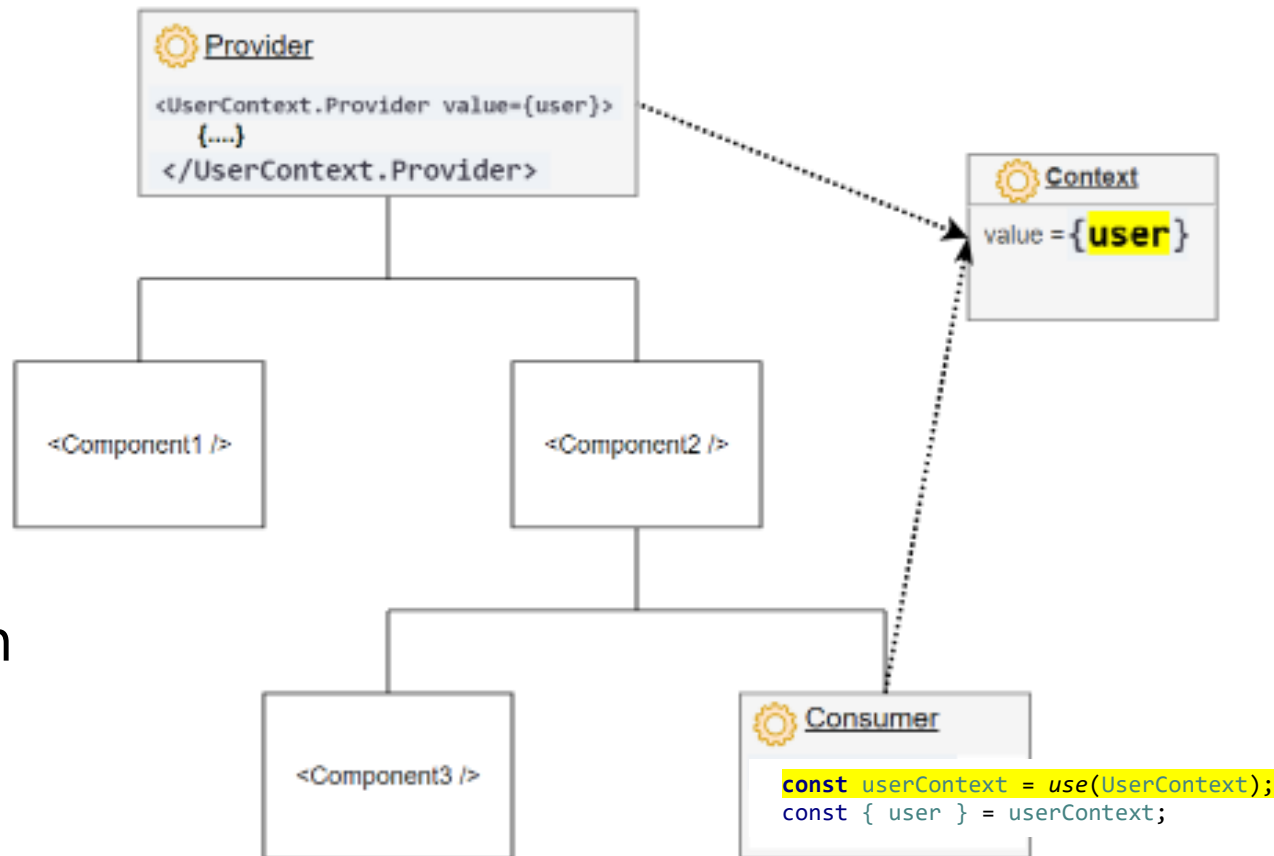 Provider
<UserContext.Provider value={user}>
{....}
</UserContext.Provider>
Context
value ={user}
<Component1 />
<Component2 />
n
<Component3 />
Consumer
const userContext = use(UserContext);
const { user } = userContext;